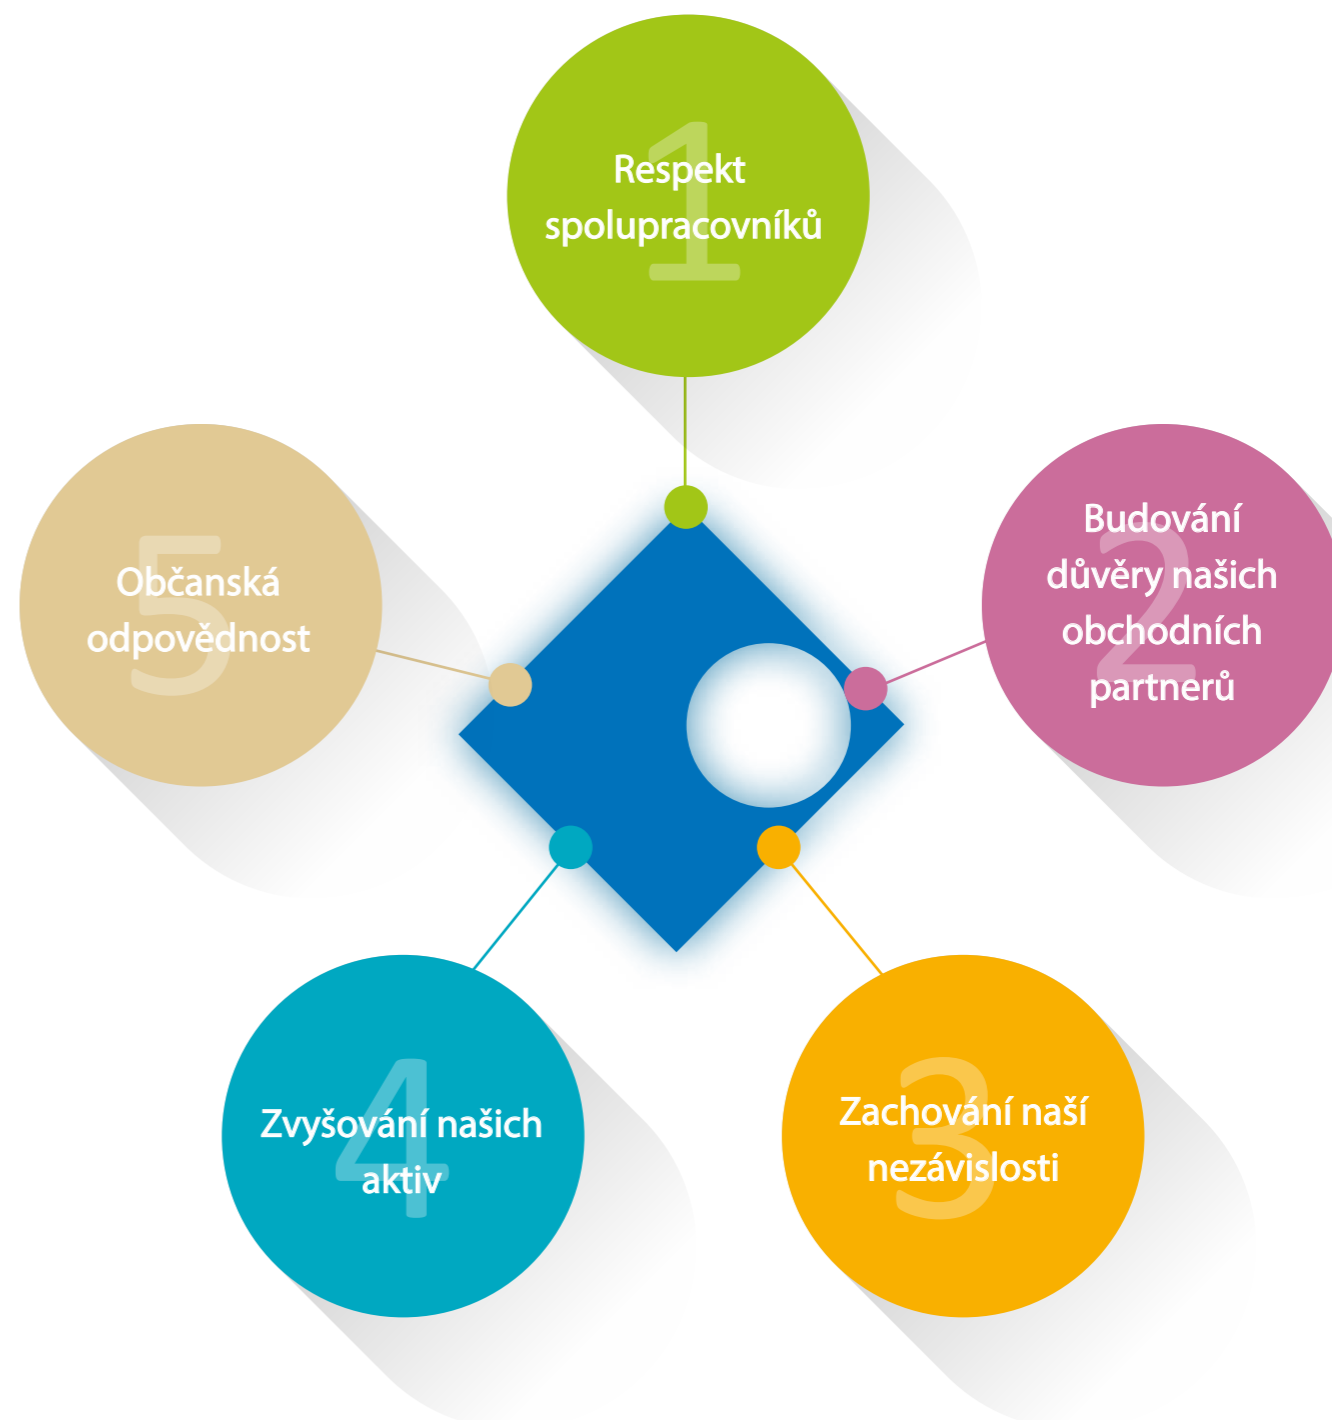 1
Respekt
spolupracovníků
2
Budování
důvěry našich
obchodních
partnerů
3
Zachování naší
nezávislosti
4
Zvyšování našich
aktiv
5
Občanská
odpovědnost